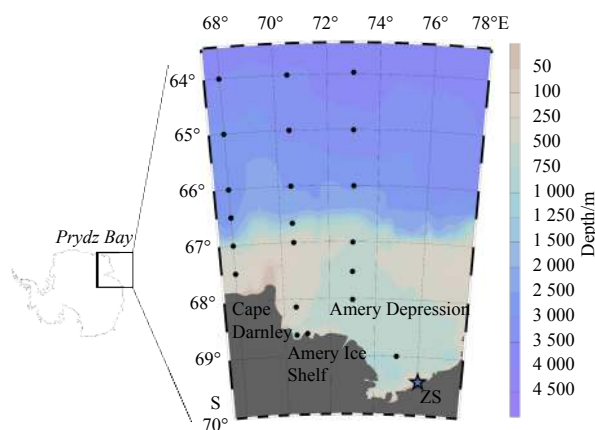 68° 70° 72° 74° 76° 78°E
64°
65°
66°
67°
68°
69°
S
70°
Prydz Bay
Cape
Darnley
Amery Depression
Amery Ice
Shelf
ZS
50
100
250
500
750
1 000
1 250
1 500
2 000
2 500
3 000
3 500
4 000
4 500
Depth/m